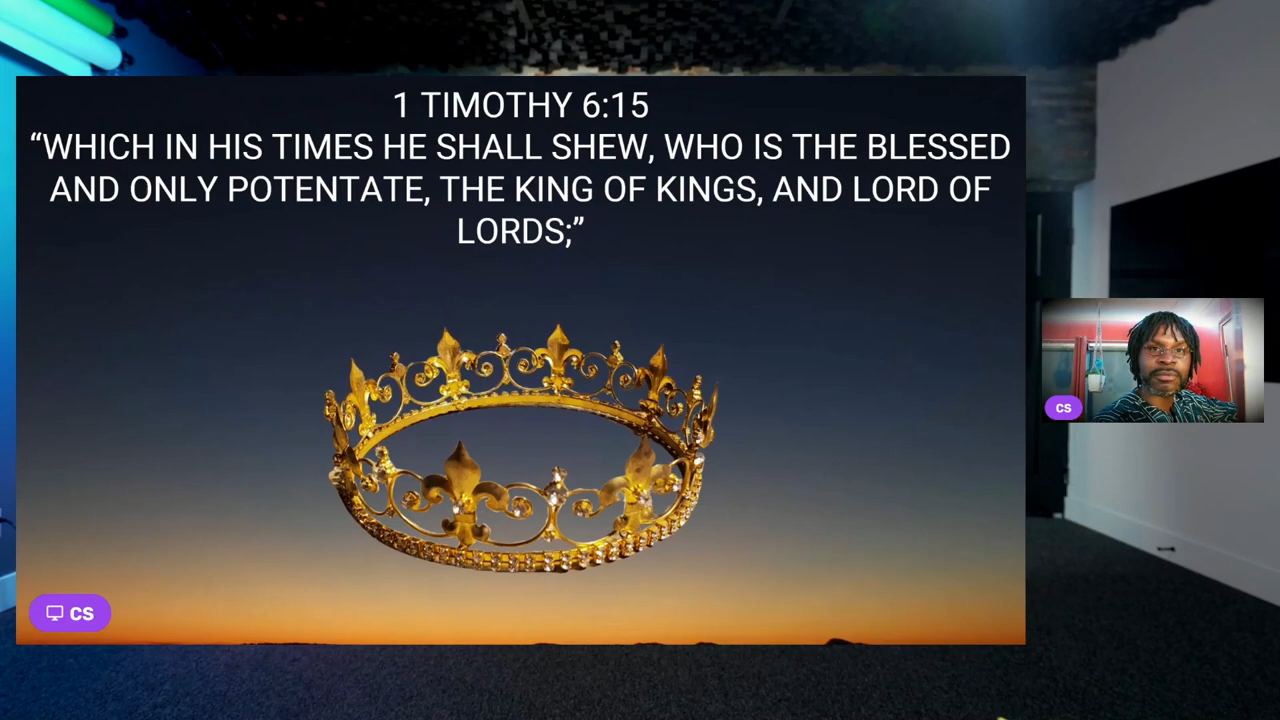 1 TIMOTHY 6:15
“WHICH IN HIS TIMES HE SHALL SHEW, WHO IS THE BLESSED
AND ONLY POTENTATE, THE KING OF KINGS, AND LORD OF
LORDS;”
CS
CS